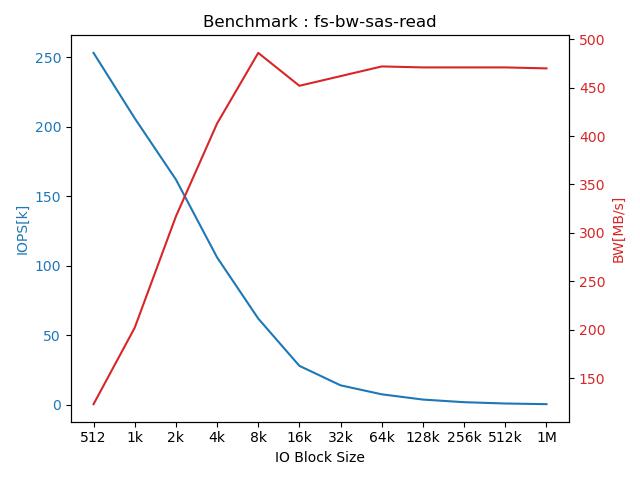 Benchmark : fs-bw-sas-read
250
200
150
100
50
0
IOPS[k]
500
450
400
350
300
250
200
150
BW[MB/s]
512 1k 2k 4k 8k 16k 32k 64k 128k 256k 512k 1M
IO Block Size